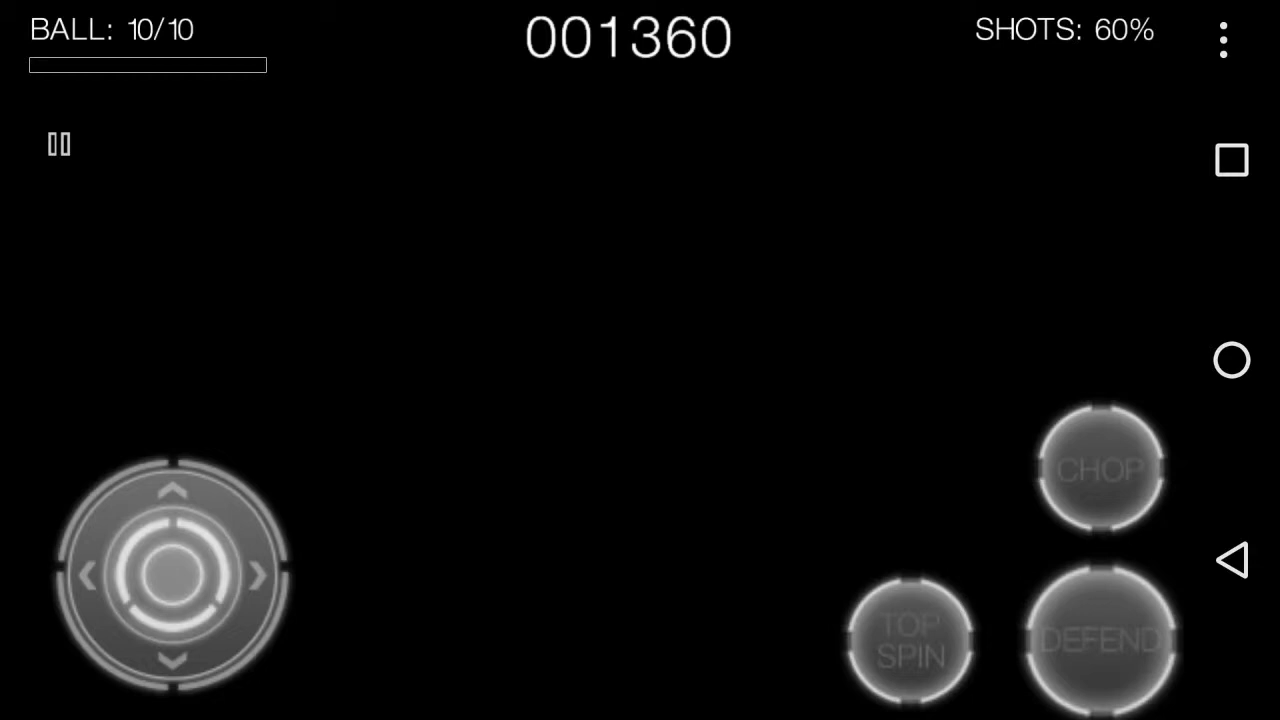 BALL: 10/10
001360
SHOTS: 60%
CHOP
TOP
SPIN
DEFEND